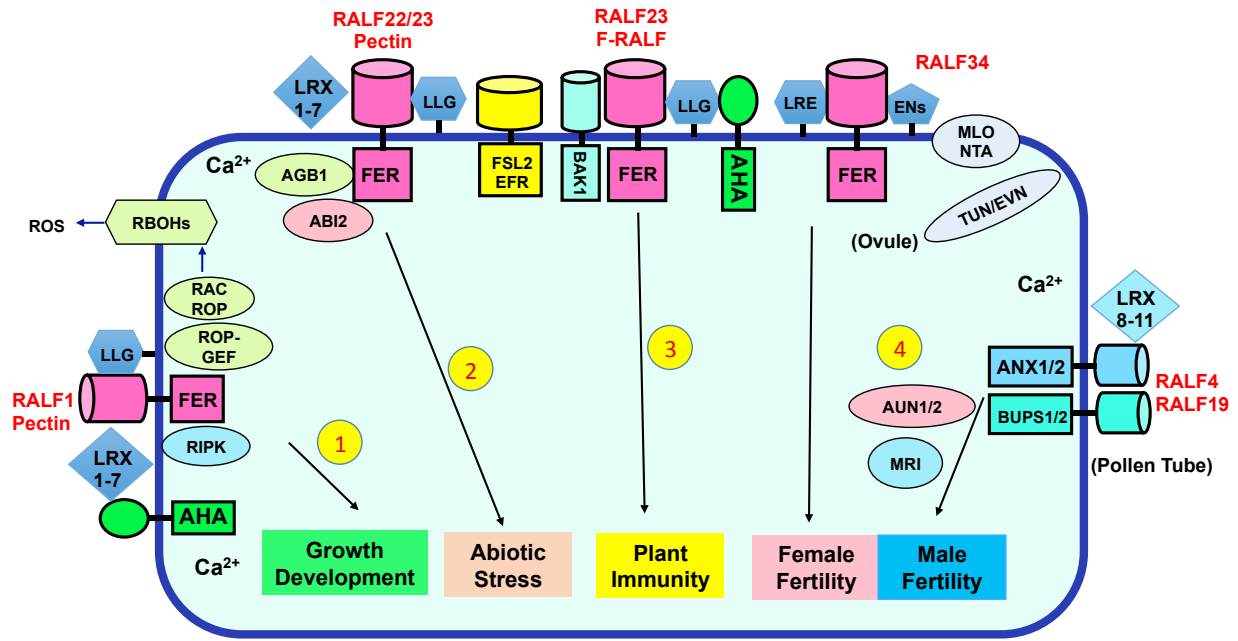 RALF22/23
Pectin
RALF23
F-RALF
RALF34
LRX
1-7
LLG
LLG
LRE
ENs
MLO
NTA
Ca²⁺
AGB1
FER
FSL2
EFR
BAK1
FER
AHA
FER
ABI2
TUN/EVN
ROS
RBOHs
(Ovule)
RAC
ROP
Ca²⁺
LRX
8-11
ROP-
GEF
LLG
2
3
4
ANX1/2
RALF1
Pectin
FER
RALF4
RALF19
AUN1/2
BUPS1/2
RIPK
1
LRX
1-7
MRI
(Pollen Tube)
AHA
Ca²⁺
Growth
Development
Abiotic
Stress
Plant
Immunity
Female
Fertility
Male
Fertility